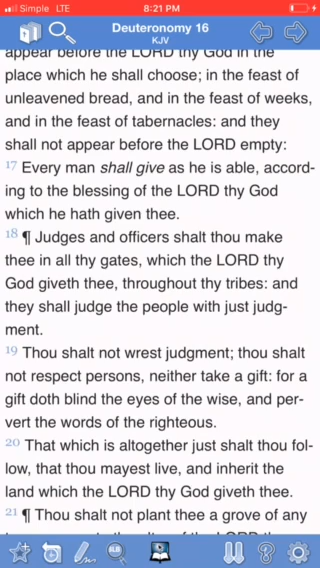 Simple LTE 8:21 PM
Deuteronomy 16
KJV
appear before the LORD thy God in the
place which he shall choose; in the feast of
unleavened bread, and in the feast of weeks,
and in the feast of tabernacles: and they
shall not appear before the LORD empty:
17 Every man shall give as he is able, accord-
ing to the blessing of the LORD thy God
which he hath given thee.
18 ¶ Judges and officers shalt thou make
thee in all thy gates, which the LORD thy
God giveth thee, throughout thy tribes: and
they shall judge the people with just judg-
ment.
19 Thou shalt not wrest judgment; thou shalt
not respect persons, neither take a gift: for a
gift doth blind the eyes of the wise, and per-
vert the words of the righteous.
20 That which is altogether just shalt thou fol-
low, that thou mayest live, and inherit the
land which the LORD thy God giveth thee.
21 ¶ Thou shalt not plant thee a grove of any